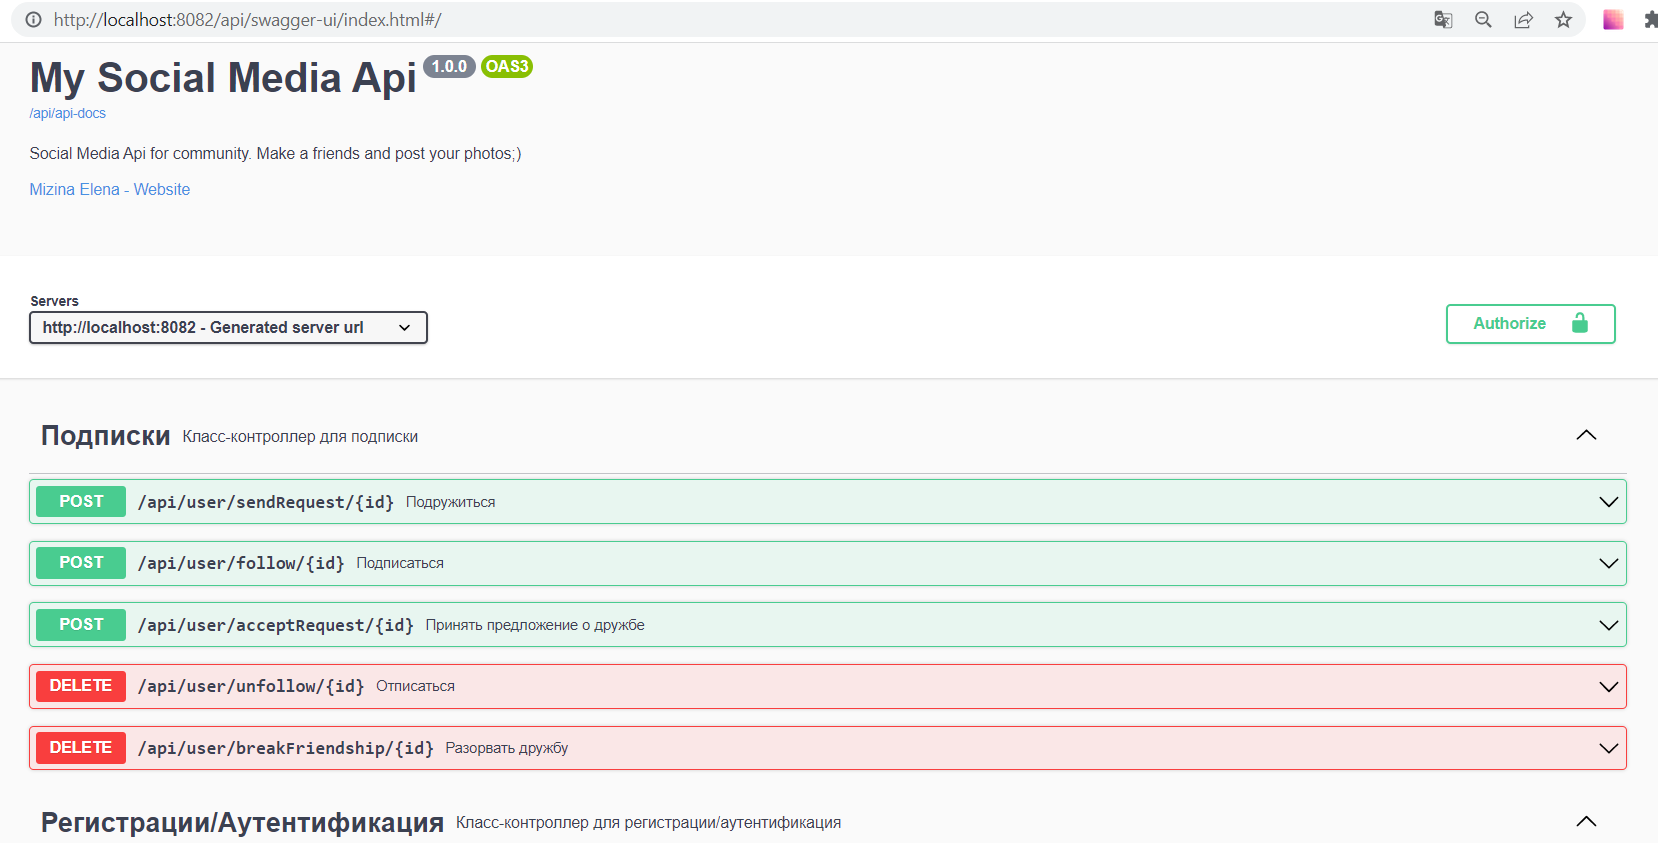 http://localhost:8082/api/swagger-ui/index.html#/
My Social Media Api 1.0.0 OAS3
/api/api-docs
Social Media Api for community. Make a friends and post your photos;)
Mizina Elena - Website
Servers
http://localhost:8082 - Generated server url
Authorize
Подписки Класс-контроллер для подписки
POST /api/user/sendRequest/{id} Подружиться
POST /api/user/follow/{id} Подписаться
POST /api/user/acceptRequest/{id} Принять предложение о дружбе
DELETE /api/user/unfollow/{id} Отписаться
DELETE /api/user/breakFriendship/{id} Разорвать дружбу
Регистрации/Аутентификация Класс-контроллер для регистрации/аутентификация